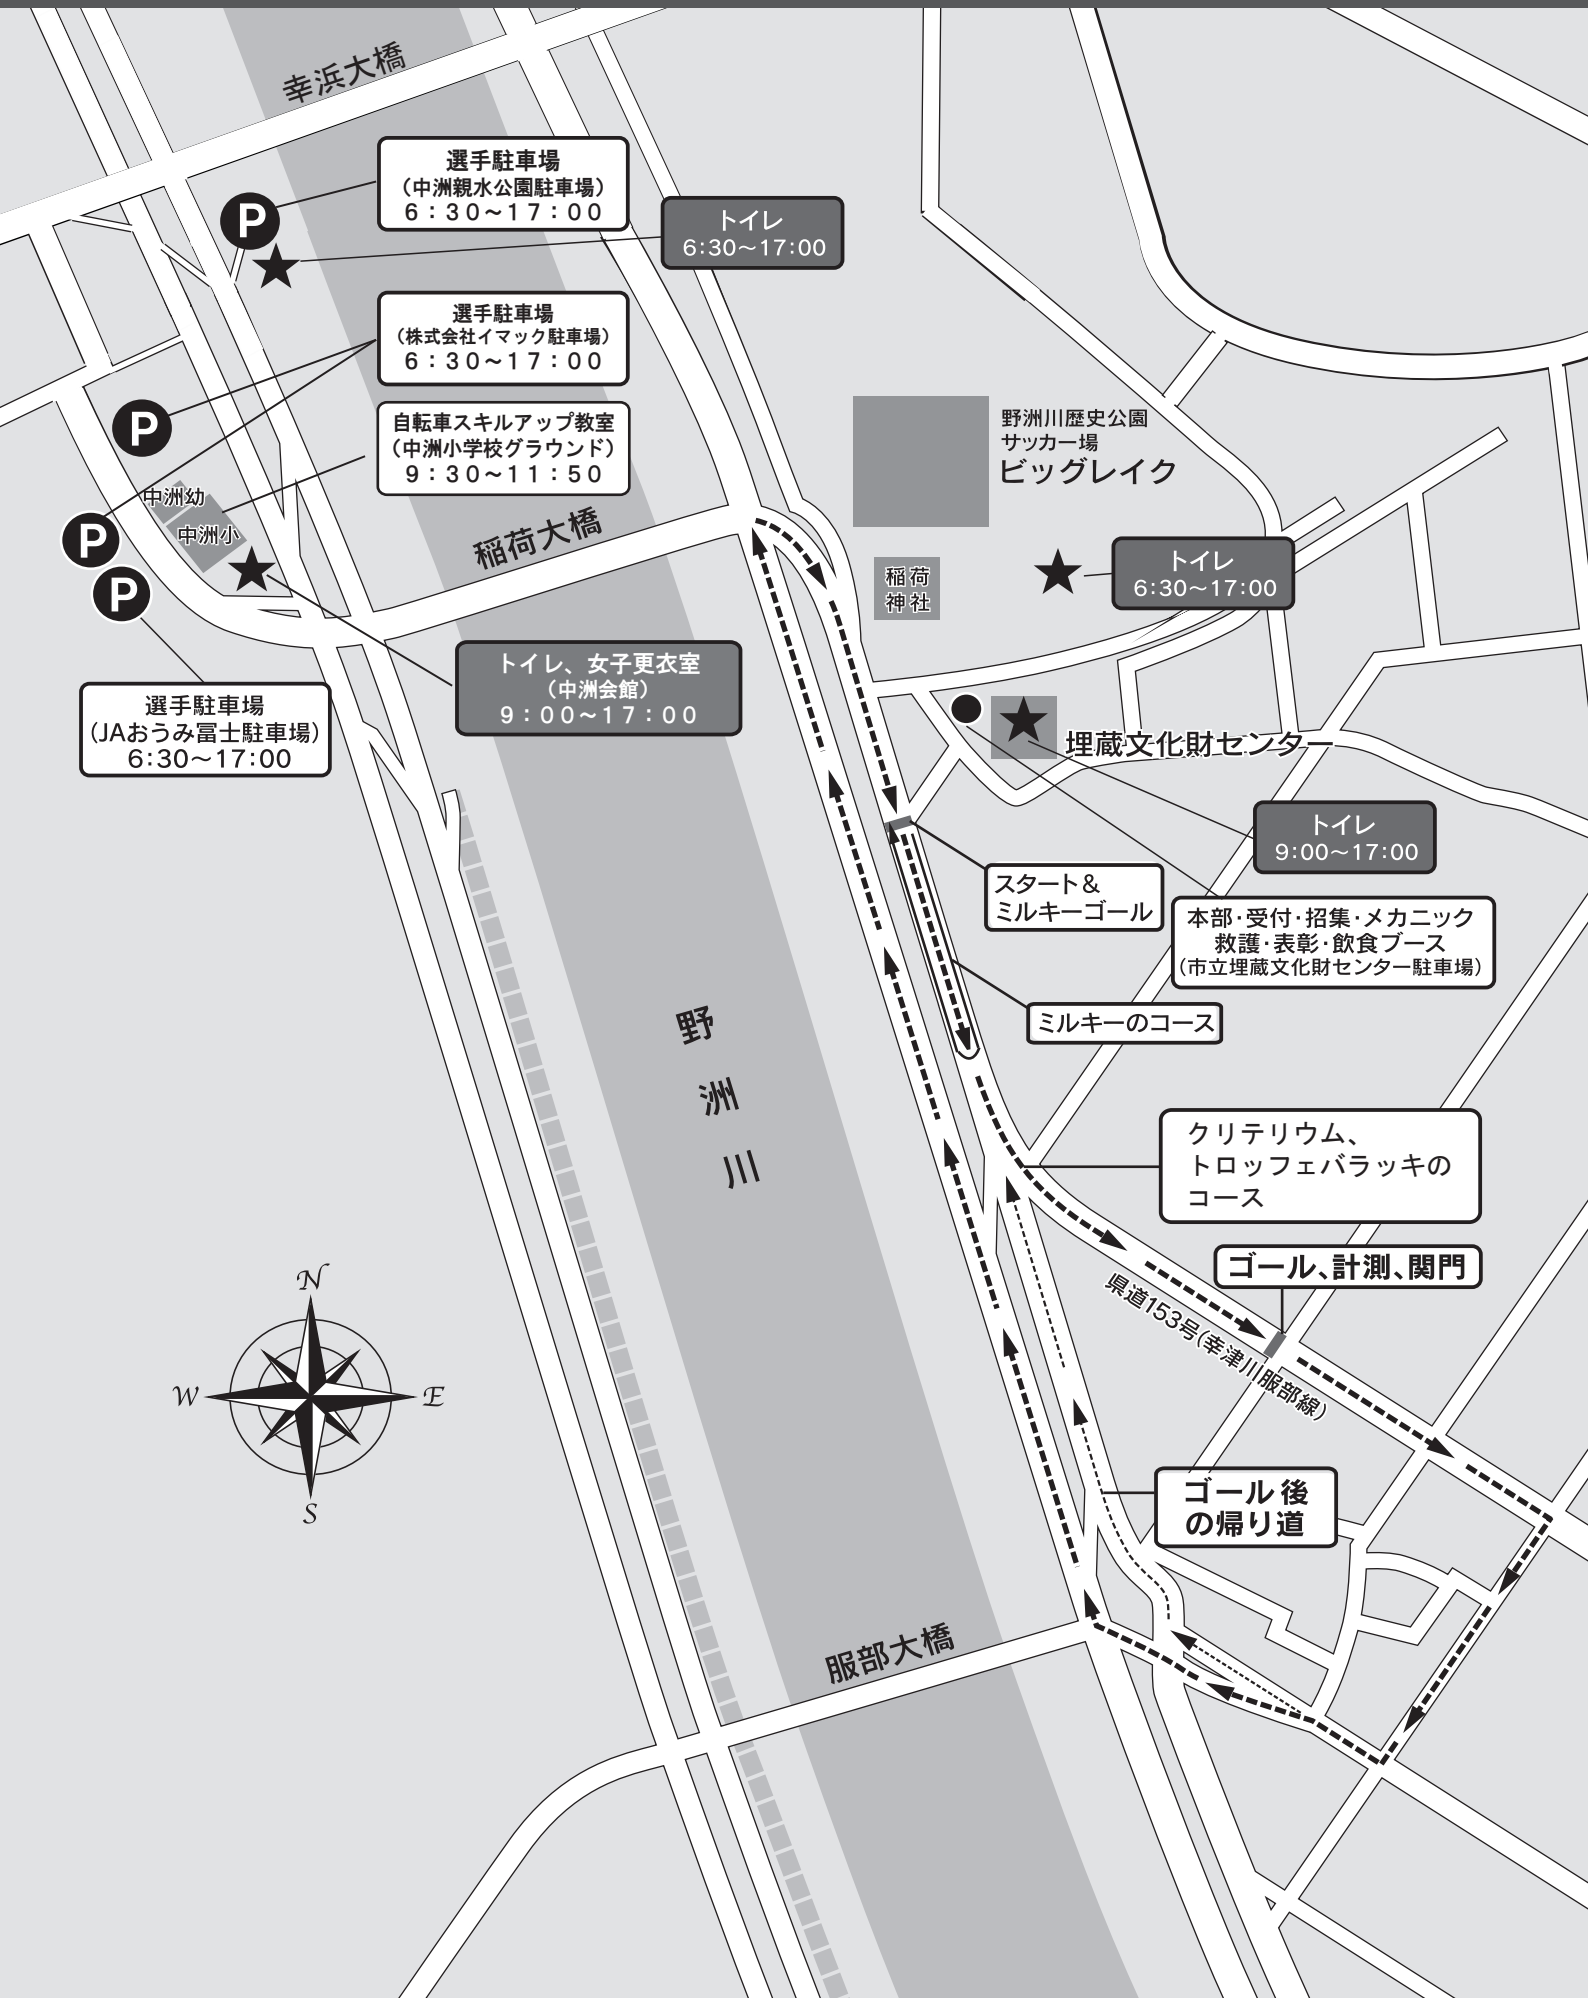 幸浜大橋
選手駐車場
（中洲親水公園駐車場）
6：30〜17：00
P
トイレ
6:30〜17:00
選手駐車場
（株式会社イマック駐車場）
6：30〜17：00
P
自転車スキルアップ教室
（中洲小学校グラウンド）
9：30〜11：50
野洲川歴史公園
サッカー場
ビッグレイク
中洲幼
中洲小
P
P
稲荷大橋
稲荷
神社
トイレ
6:30〜17:00
トイレ、女子更衣室
（中洲会館）
9：00〜17：00
選手駐車場
（JAおうみ冨士駐車場）
6:30〜17:00
埋蔵文化財センター
トイレ
9:00〜17:00
スタート＆
ミルキーゴール
本部・受付・招集・メカニック
救護・表彰・飲食ブース
（市立埋蔵文化財センター駐車場）
ミルキーのコース
野
洲
川
クリテリウム、
トロッフェバラッキの
コース
ゴール、計測、関門
県道153号（幸津川服部線）
N
W
E
S
ゴール後
の帰り道
服部大橋